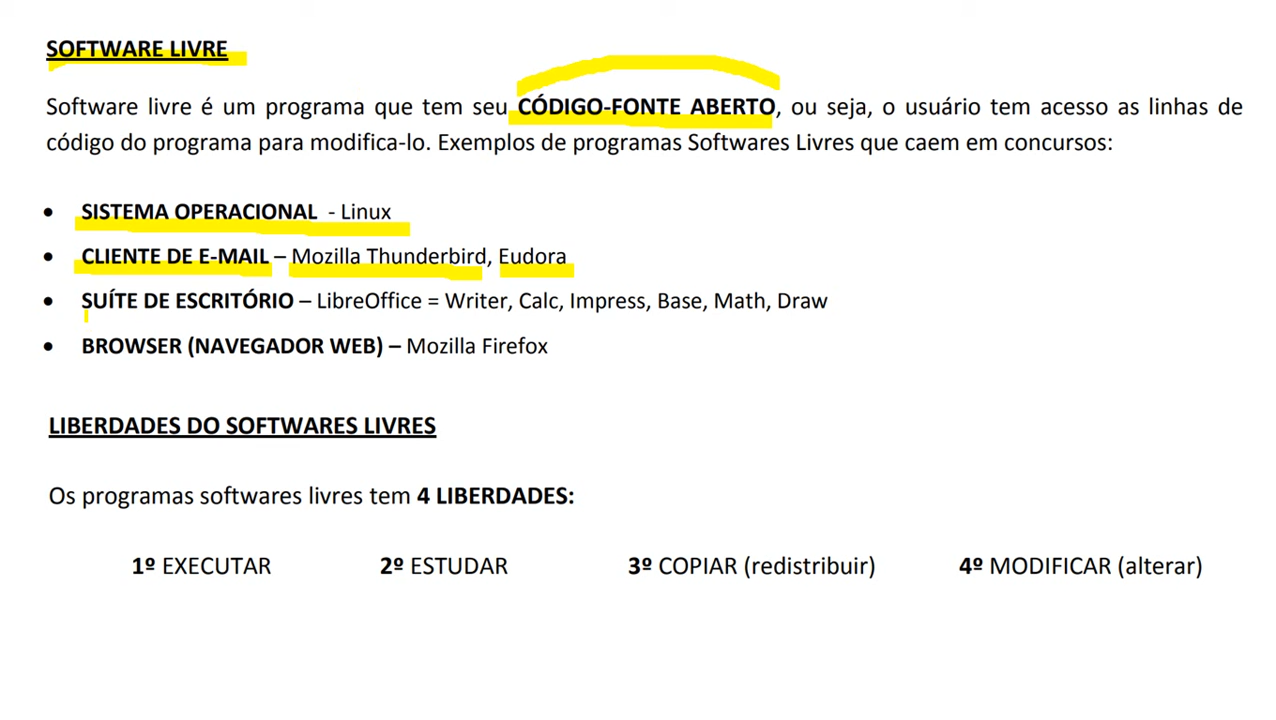 SOFTWARE LIVRE
Software livre é um programa que tem seu CÓDIGO-FONTE ABERTO, ou seja, o usuário tem acesso as linhas de
código do programa para modifica-lo. Exemplos de programas Softwares Livres que caem em concursos:
• SISTEMA OPERACIONAL - Linux
• CLIENTE DE E-MAIL – Mozilla Thunderbird, Eudora
• SUÍTE DE ESCRITÓRIO – LibreOffice = Writer, Calc, Impress, Base, Math, Draw
• BROWSER (NAVEGADOR WEB) – Mozilla Firefox
LIBERDADES DO SOFTWARES LIVRES
Os programas softwares livres tem 4 LIBERDADES:
1º EXECUTAR 2º ESTUDAR 3º COPIAR (redistribuir) 4º MODIFICAR (alterar)